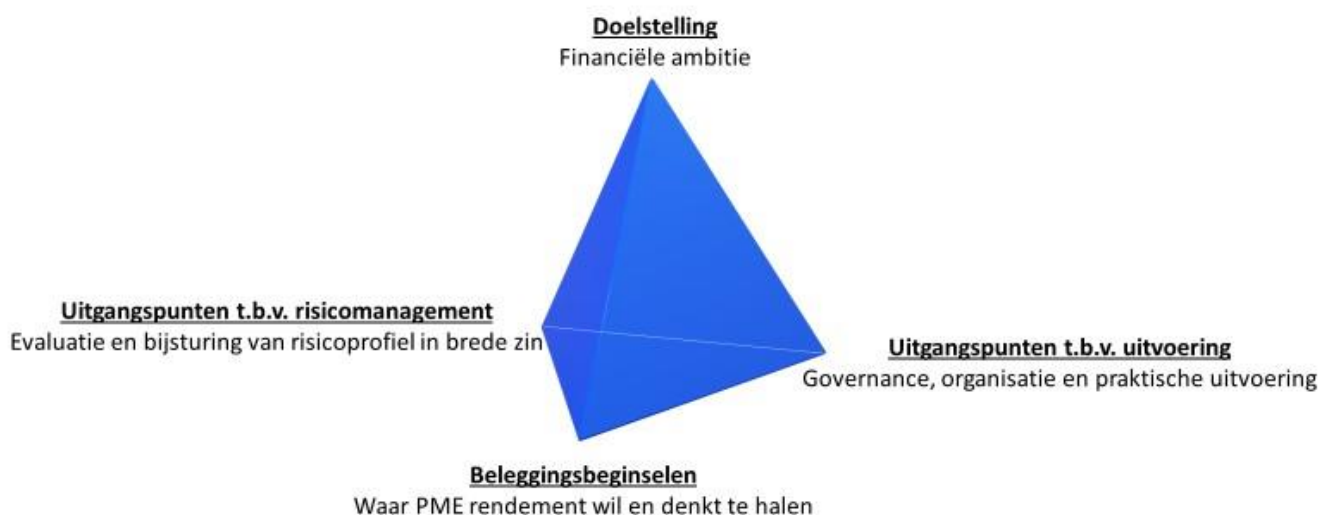 Doelstelling
Financiële ambitie
Uitgangspunten t.b.v. risicomanagement
Evaluatie en bijsturing van risicoprofiel in brede zin
Uitgangspunten t.b.v. uitvoering
Governance, organisatie en praktische uitvoering
Beleggingsbeginselen
Waar PME rendement wil en denkt te halen